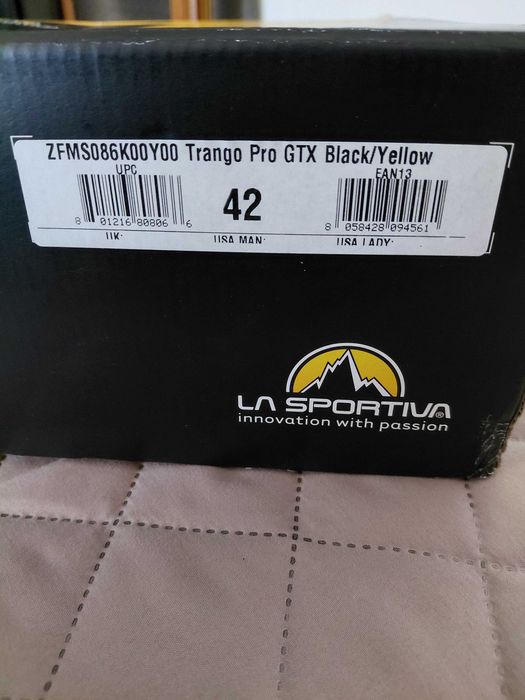 ZFMS086K00Y00 Trango Pro GTX Black/Yellow
UPC
EAN13
42
8 01216 80806 6
8 058428 094561
UK:
USA MAN:
USA LADY:
LA SPORTIVA®
innovation with passion